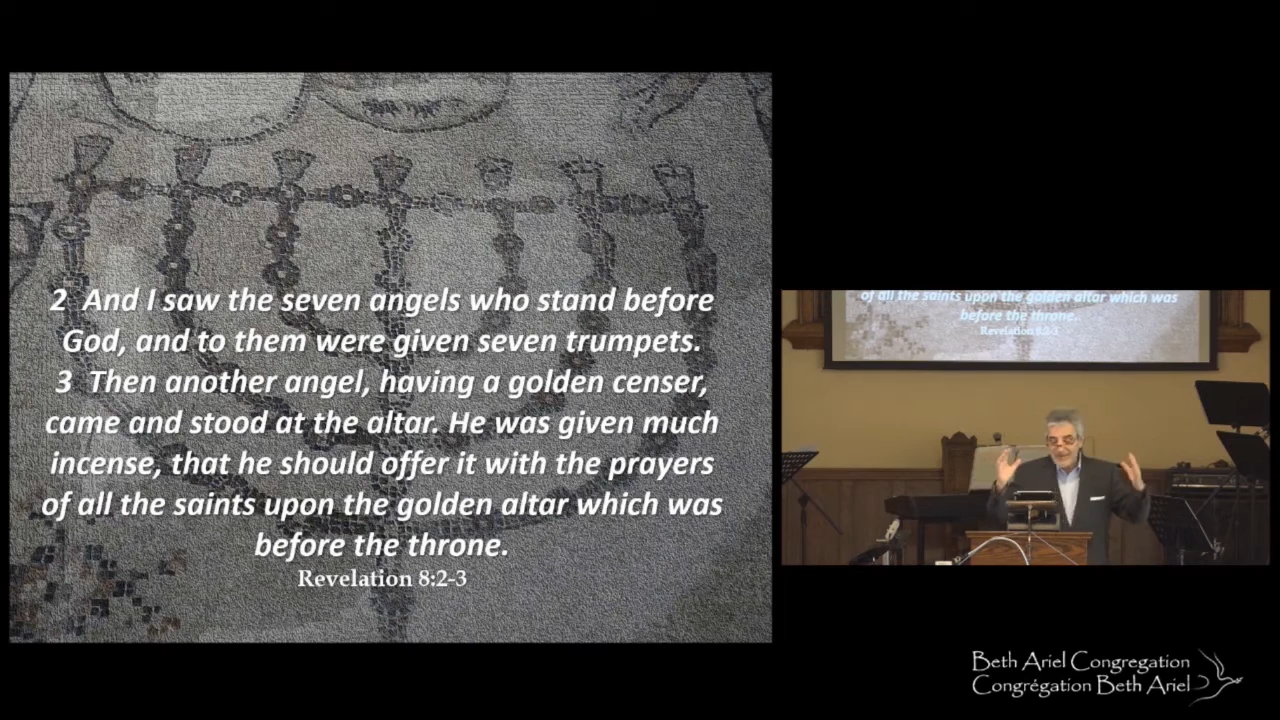 2 And I saw the seven angels who stand before
God, and to them were given seven trumpets.
3 Then another angel, having a golden censer,
came and stood at the altar. He was given much
incense, that he should offer it with the prayers
of all the saints upon the golden altar which was
before the throne.
Revelation 8:2-3
of all the saints upon the golden altar which was
before the throne.
Revelation 8:2-3
Beth Ariel Congregation
Congrégation Beth Ariel